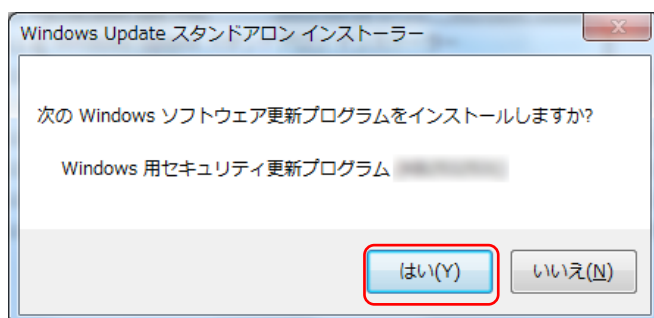 Windows Update スタンドアロン インストーラー
次の Windows ソフトウェア更新プログラムをインストールしますか?
Windows 用セキュリティ更新プログラム
はい(Y)
いいえ(N)